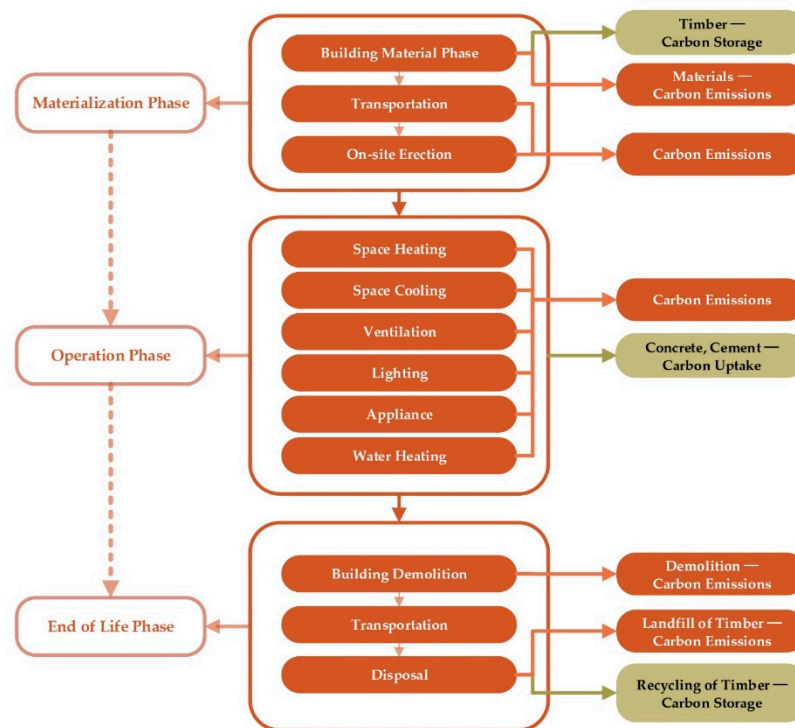 Timber —
Carbon Storage
Building Material Phase
Materials —
Carbon Emissions
Materialization Phase
Transportation
On-site Erection
Carbon Emissions
Space Heating
Space Cooling
Carbon Emissions
Ventilation
Operation Phase
Concrete, Cement —
Carbon Uptake
Lighting
Appliance
Water Heating
Building Demolition
Demolition —
Carbon Emissions
End of Life Phase
Transportation
Landfill of Timber —
Carbon Emissions
Disposal
Recycling of Timber —
Carbon Storage